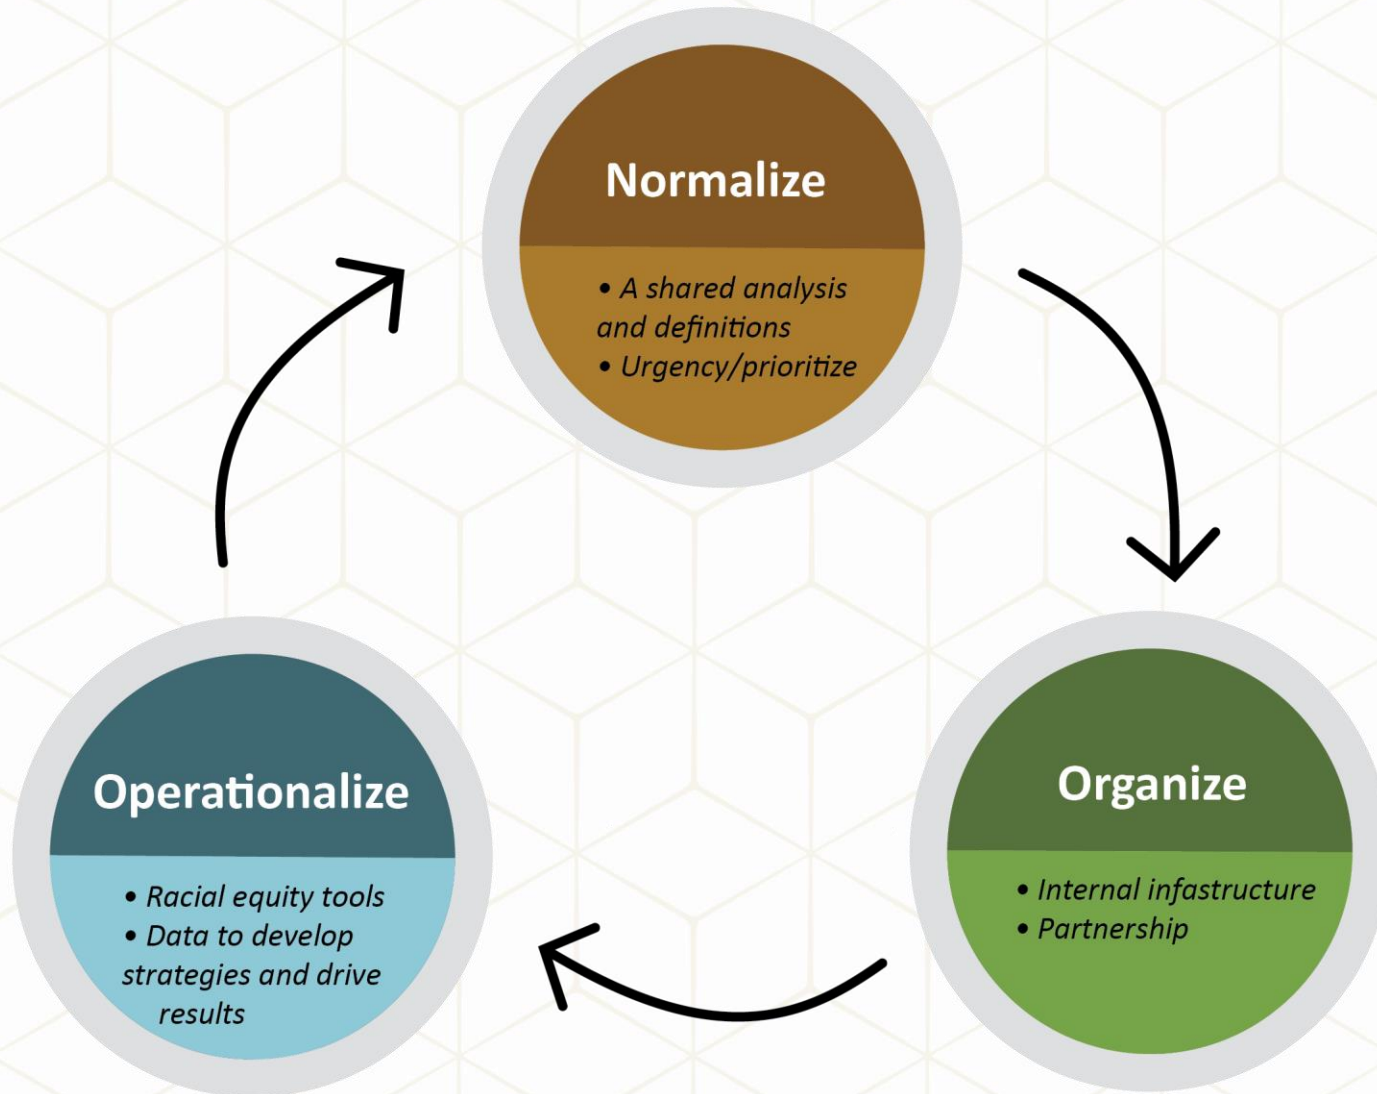 Normalize
• A shared analysis
and definitions
• Urgency/prioritize
Organize
• Internal infastructure
• Partnership
Operationalize
• Racial equity tools
• Data to develop
strategies and drive
results